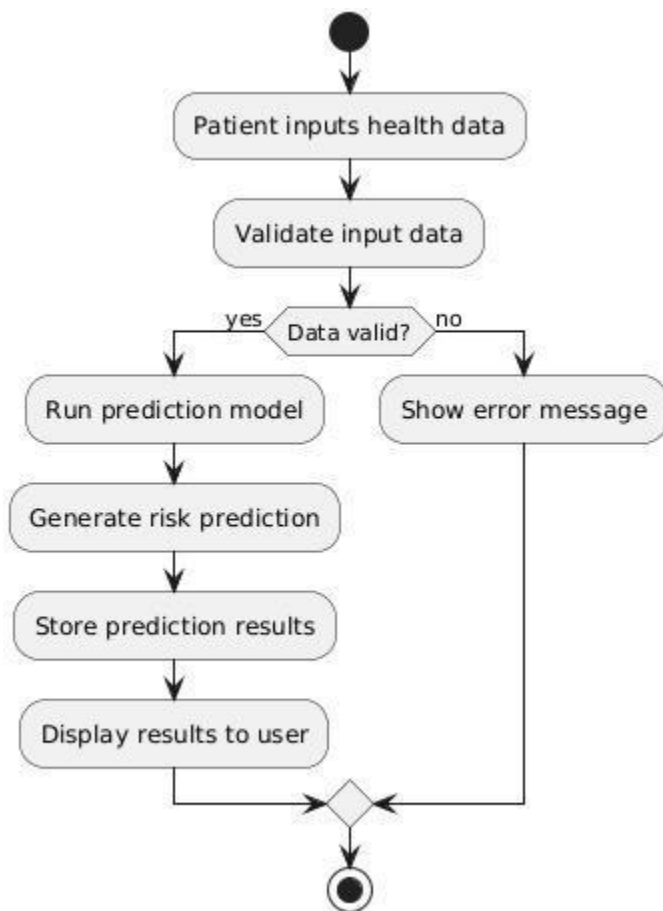 Patient inputs health data
Validate input data
yes
Data valid?
no
Run prediction model
Show error message
Generate risk prediction
Store prediction results
Display results to user